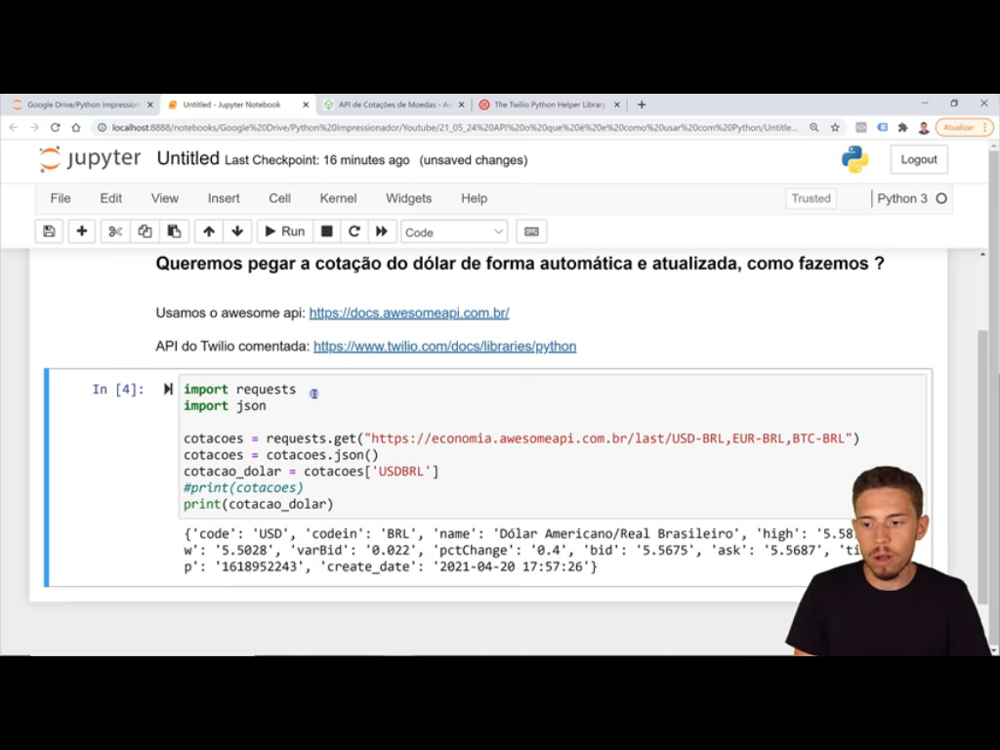 Google Drive/Python Impression
Untitled - Jupyter Notebook
API de Cotações de Moedas - Aw
The Twilio Python Helper Library
localhost:8888/notebooks/Google%20Drive/Python%20Impressionador/Youtube/21_05_24%20API%20o%20que%20é%20e%20como%20usar%20com%20Python/Untitle...
Atualizar
jupyter Untitled Last Checkpoint: 16 minutes ago (unsaved changes)
Logout
File Edit View Insert Cell Kernel Widgets Help Trusted Python 3
Run Code
Queremos pegar a cotação do dólar de forma automática e atualizada, como fazemos ?
Usamos o awesome api: https://docs.awesomeapi.com.br/
API do Twilio comentada: https://www.twilio.com/docs/libraries/python
In [4]: import requests
import json
cotacoes = requests.get("https://economia.awesomeapi.com.br/last/USD-BRL,EUR-BRL,BTC-BRL")
cotacoes = cotacoes.json()
cotacao_dolar = cotacoes['USDBRL']
#print(cotacoes)
print(cotacao_dolar)
{'code': 'USD', 'codein': 'BRL', 'name': 'Dólar Americano/Real Brasileiro', 'high': '5.58
w': '5.5028', 'varBid': '0.022', 'pctChange': '0.4', 'bid': '5.5675', 'ask': '5.5687', 'ti
p': '1618952243', 'create_date': '2021-04-20 17:57:26'}